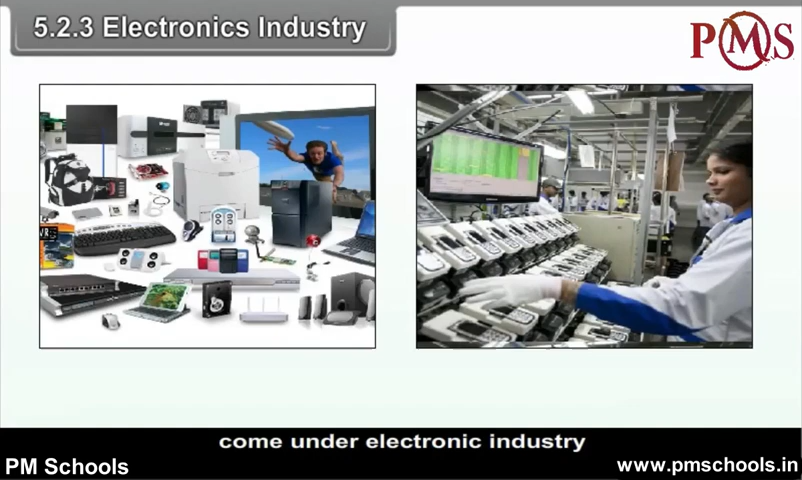 5.2.3 Electronics Industry
PMS
come under electronic industry
PM Schools
www.pmschools.in